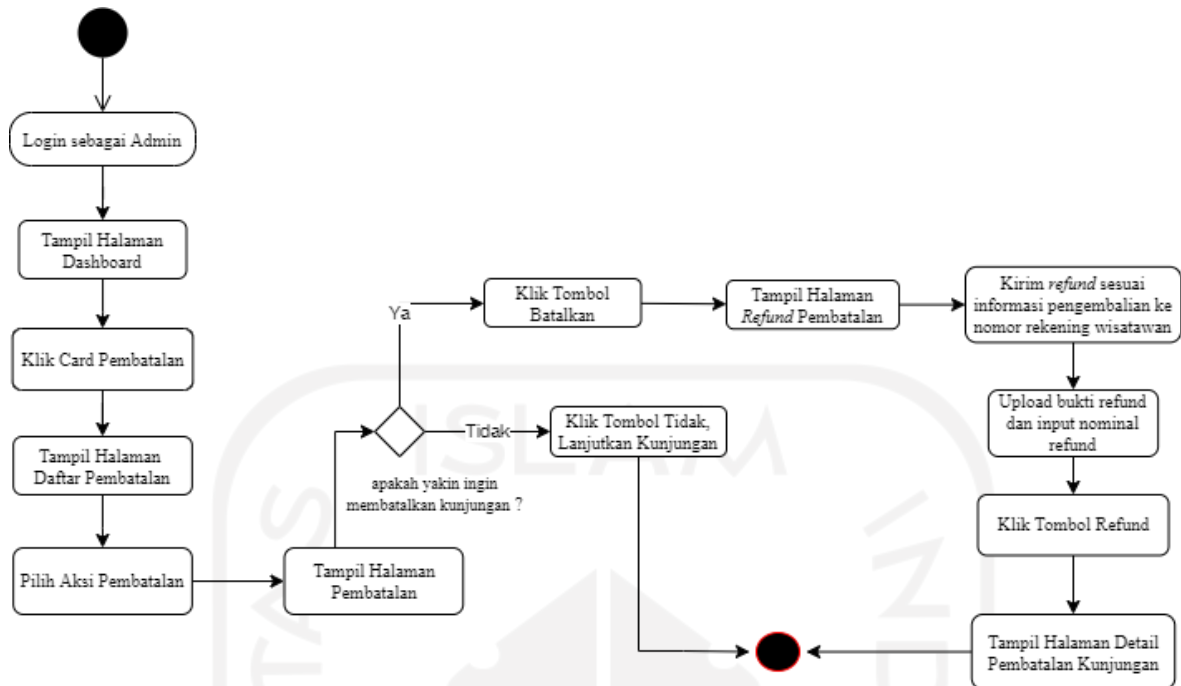 Login sebagai Admin
Tampil Halaman
Dashboard
Klik Card Pembatalan
Tampil Halaman
Daftar Pembatalan
Pilih Aksi Pembatalan
Tampil Halaman
Pembatalan
apakah yakin ingin
membatalkan kunjungan ?
Ya
Klik Tombol
Batalkan
Tampil Halaman
Refund Pembatalan
Kirim refund sesuai
informasi pengembalian ke
nomor rekening wisatawan
Upload bukti refund
dan input nominal
refund
Klik Tombol Refund
Tampil Halaman Detail
Pembatalan Kunjungan
Tidak
Klik Tombol Tidak,
Lanjutkan Kunjungan
ISLAM
TAS
IND